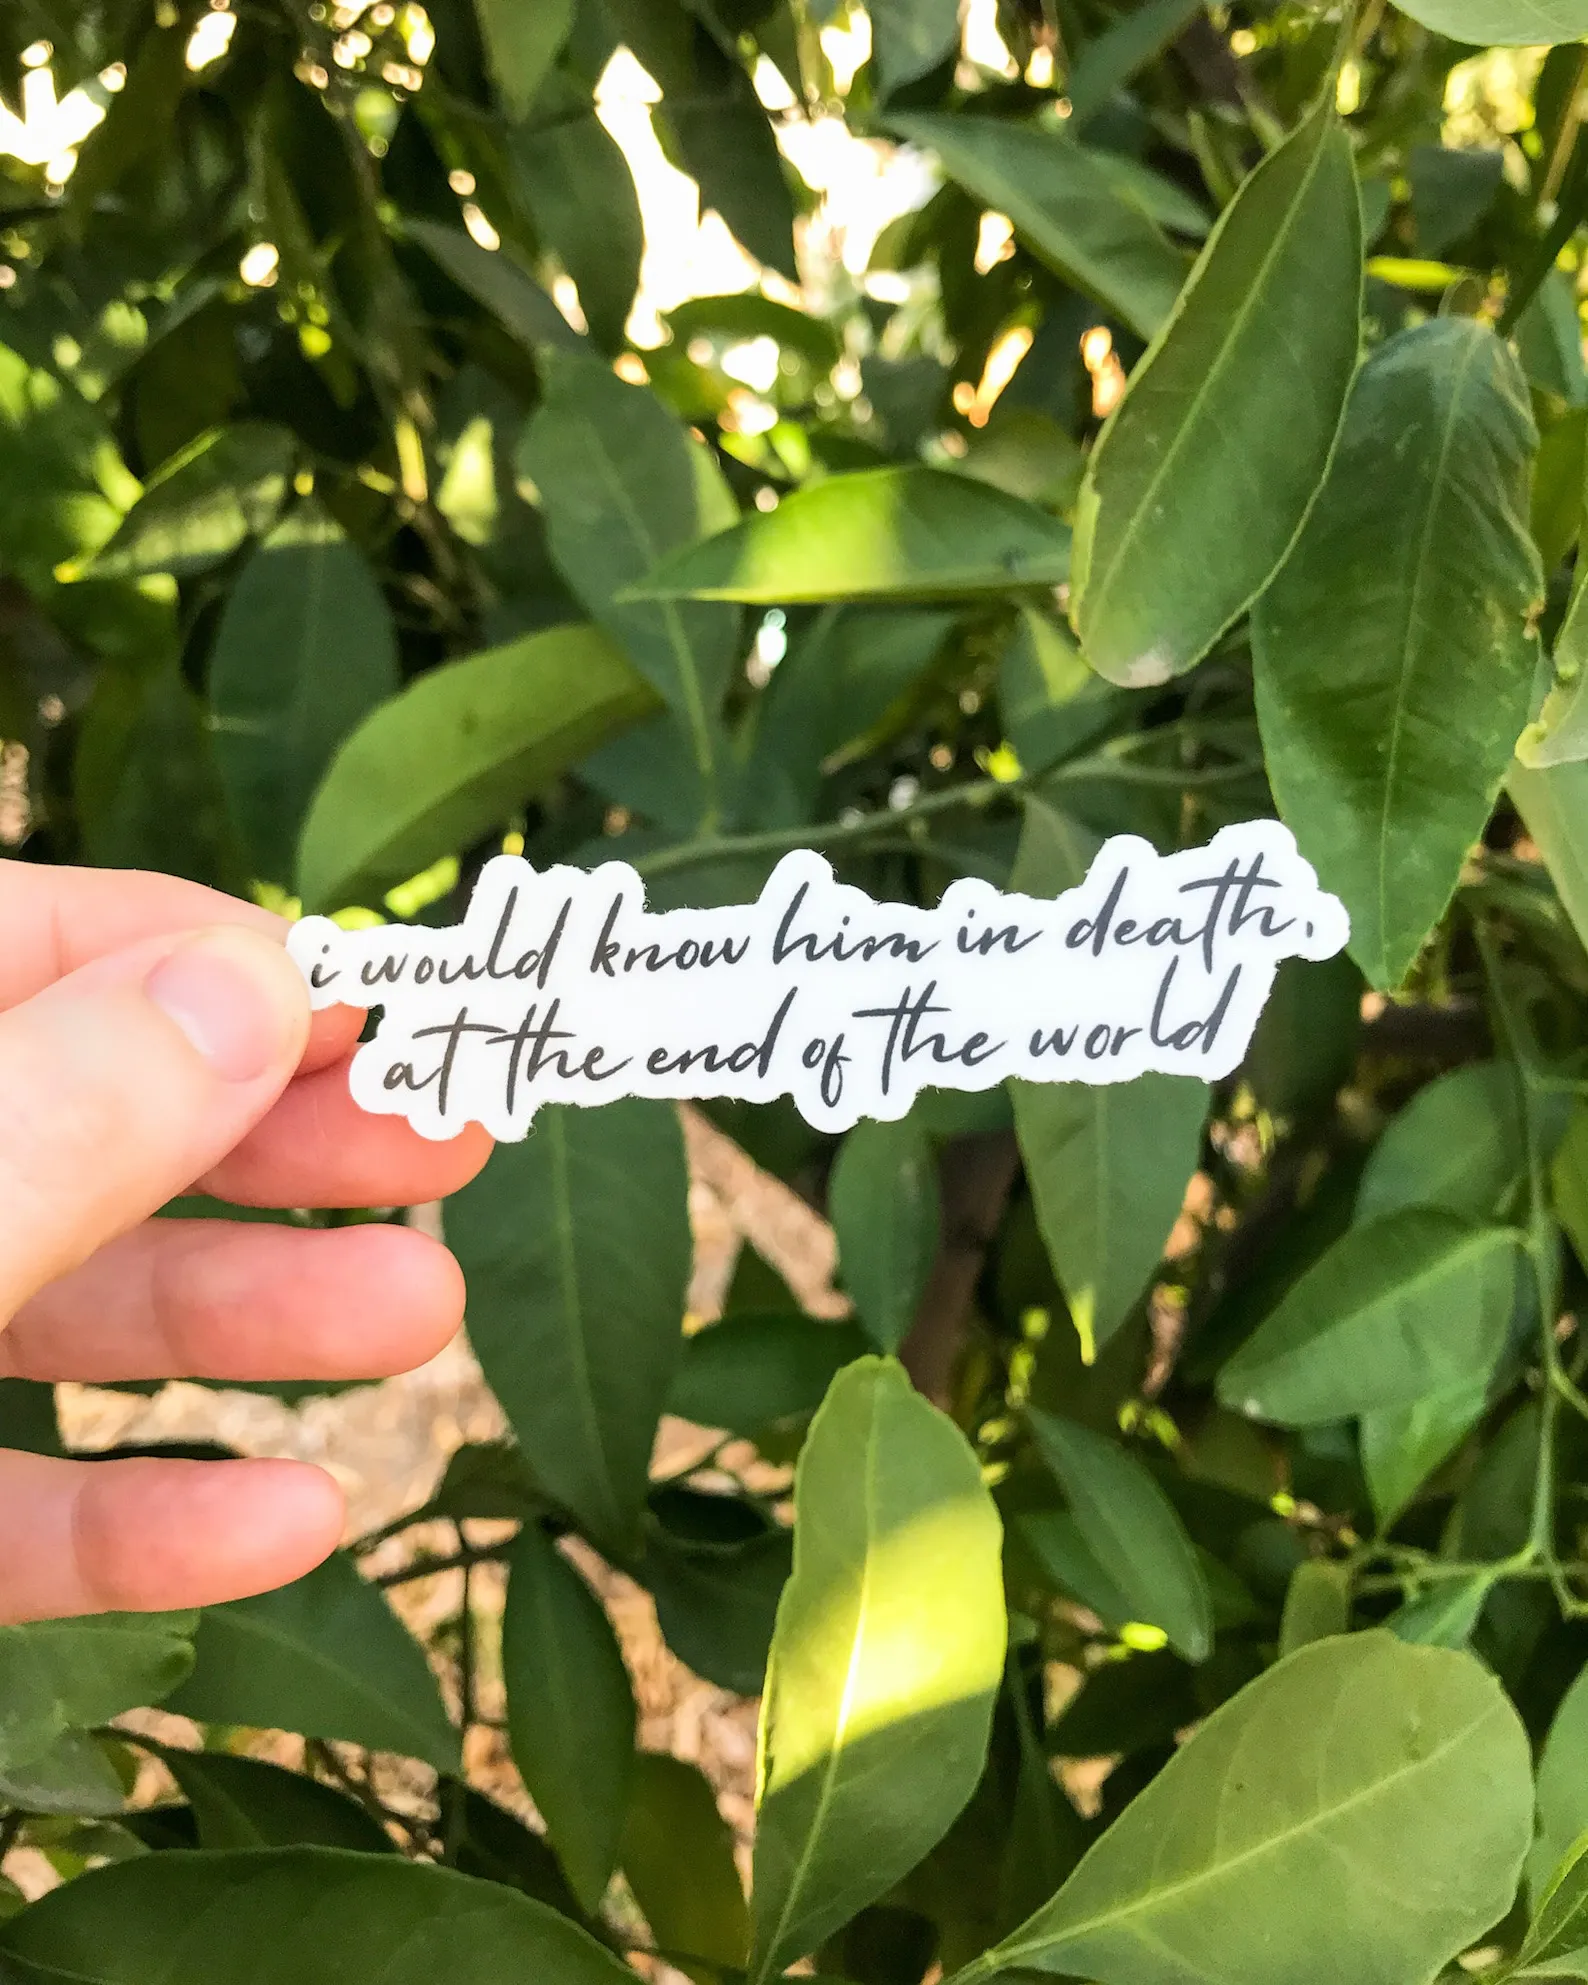 i would know him in death,
at the end of the world